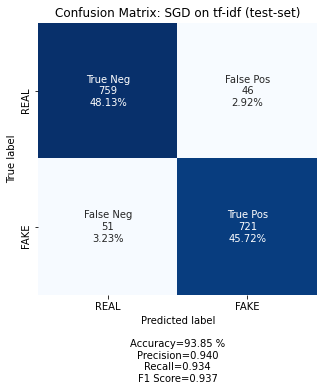 Confusion Matrix: SGD on tf-idf (test-set)
True Neg
759
48.13%
False Pos
46
2.92%
REAL
True label
False Neg
51
3.23%
True Pos
721
45.72%
FAKE
REAL
FAKE
Predicted label
Accuracy=93.85 %
Precision=0.940
Recall=0.934
F1 Score=0.937